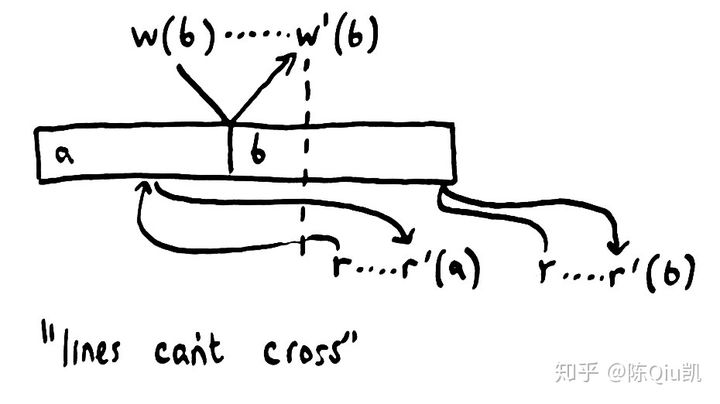 w(b)......w'(b)
a b
r....r'(a) r....r'(b)
"lines can't cross"
知乎 @陈Qiu凯